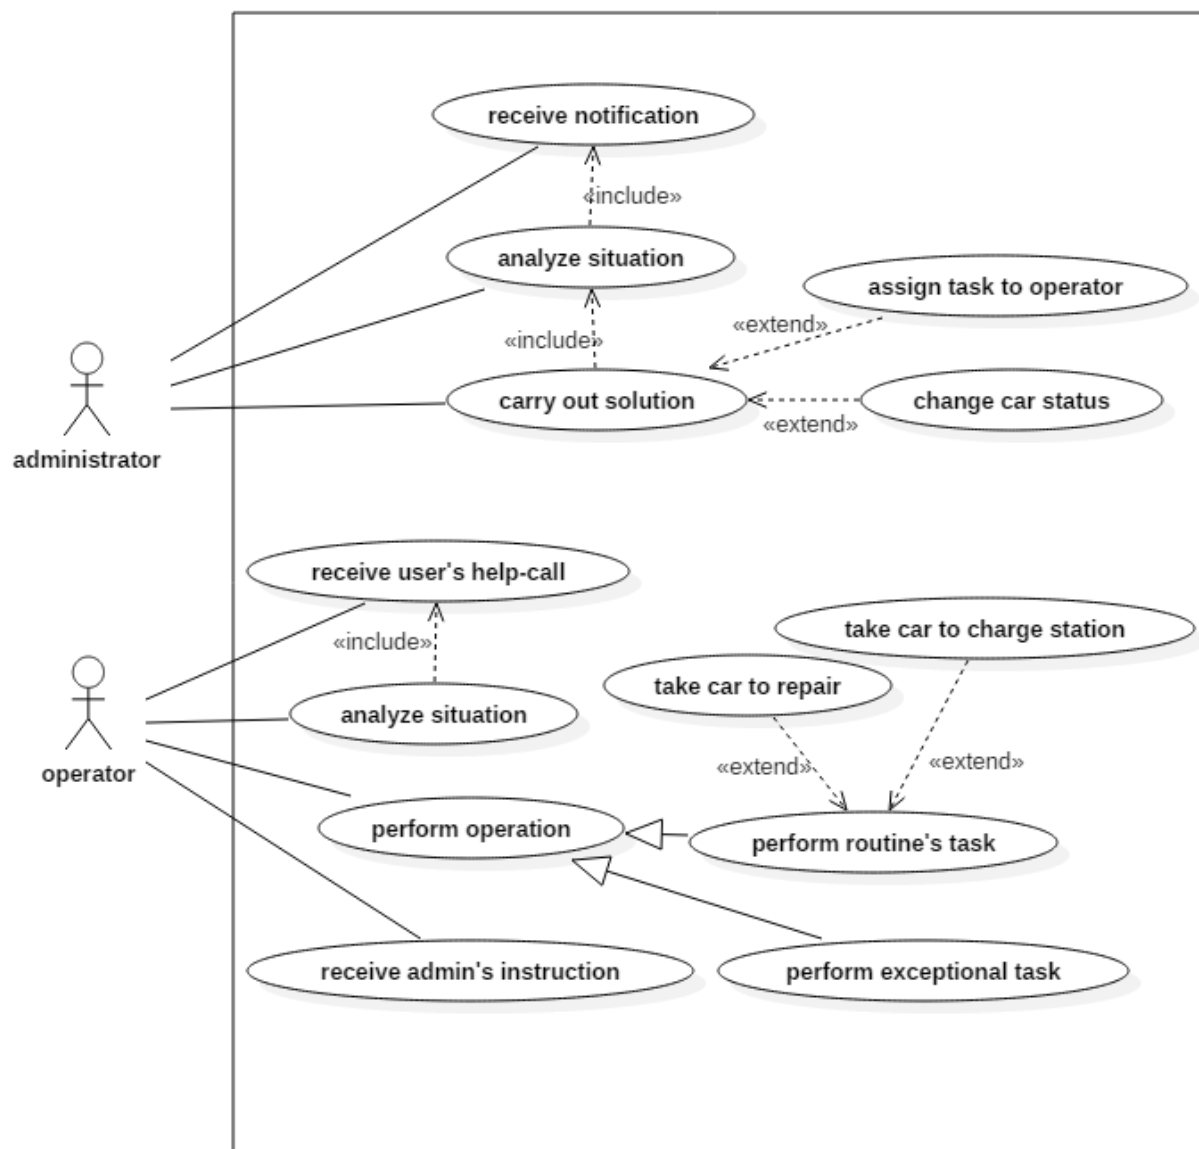 receive notification
«include»
analyze situation
assign task to operator
«extend»
«include»
carry out solution
change car status
«extend»
administrator
receive user's help-call
take car to charge station
«include»
take car to repair
analyze situation
«extend»
«extend»
operator
perform operation
perform routine's task
receive admin's instruction
perform exceptional task